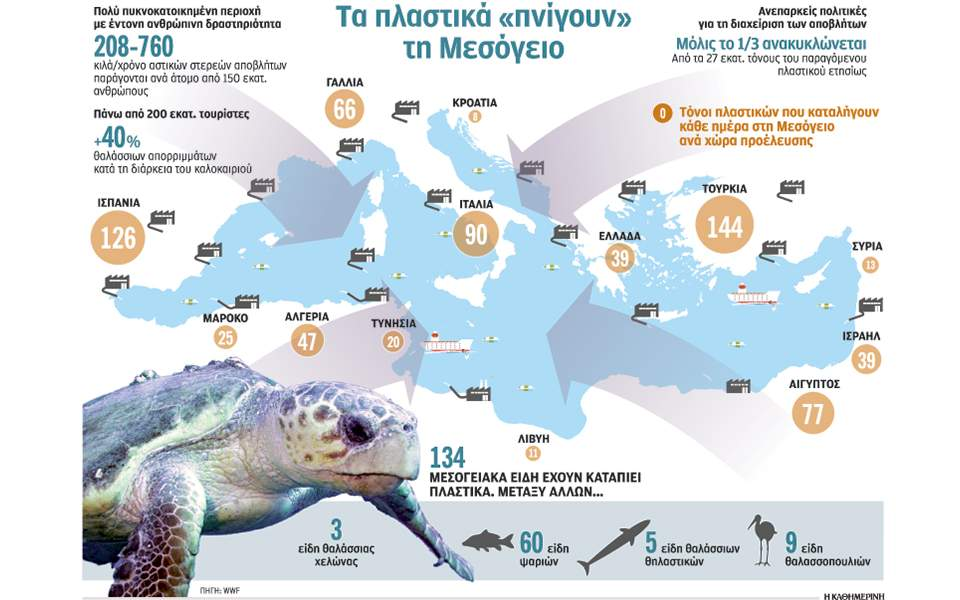 Πολύ πυκνοκατοικημένη περιοχή
με έντονη ανθρώπινη δραστηριότητα
208-760
κιλά/χρόνο αστικών στερεών αποβλήτων
παράγονται ανά άτομο από 150 εκατ.
ανθρώπους
Πάνω από 200 εκατ. τουρίστες
+40%
θαλάσσιων απορριμμάτων
κατά τη διάρκεια του καλοκαιριού
Τα πλαστικά «πνίγουν»
τη Μεσόγειο
Ανεπαρκείς πολιτικές
για τη διαχείριση των αποβλήτων
Μόλις το 1/3 ανακυκλώνεται
Από τα 27 εκατ. τόνους του παραγόμενου
πλαστικού ετησίως
0 Τόνοι πλαστικών που καταλήγουν
κάθε ημέρα στη Μεσόγειο
ανά χώρα προέλευσης
ΓΑΛΛΙΑ
66
ΚΡΟΑΤΙΑ
8
ΙΣΠΑΝΙΑ
126
ΙΤΑΛΙΑ
90
ΕΛΛΑΔΑ
39
ΤΟΥΡΚΙΑ
144
ΣΥΡΙΑ
13
ΜΑΡΟΚΟ
25
ΑΛΓΕΡΙΑ
47
ΤΥΝΗΣΙΑ
20
ΙΣΡΑΗΛ
39
ΑΙΓΥΠΤΟΣ
77
ΛΙΒΥΗ
11
134
ΜΕΣΟΓΕΙΑΚΑ ΕΙΔΗ ΕΧΟΥΝ ΚΑΤΑΠΙΕΙ
ΠΛΑΣΤΙΚΑ. ΜΕΤΑΞΥ ΑΛΛΩΝ...
3
είδη θαλάσσιας
χελώνας
60 είδη
ψαριών
5 είδη θαλάσσιων
θηλαστικών
9 είδη
θαλασσοπουλιών
ΠΗΓΗ: WWF
Η ΚΑΘΗΜΕΡΙΝΗ